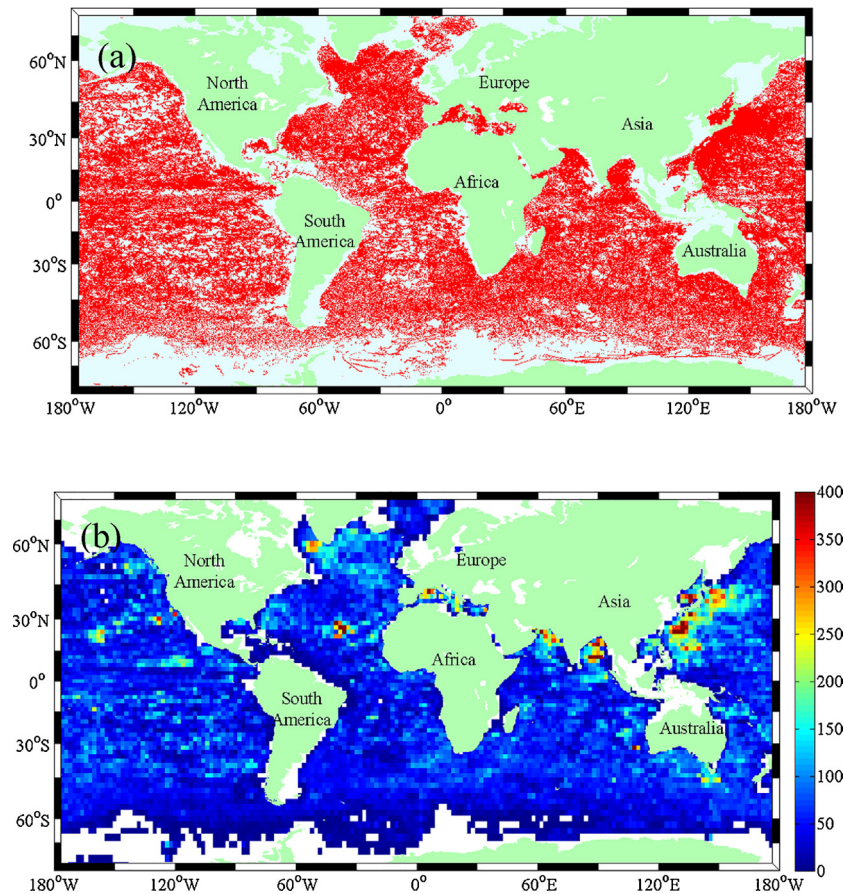 (a)
60°N
North
America
Europe
Asia
30°N
Africa
0°
South
America
Australia
30°S
60°S
180°W 120°W 60°W 0° 60°E 120°E 180°W
(b)
400
60°N
North
America
Europe
350
Asia
300
30°N
250
Africa
0°
200
South
America
Australia
150
30°S
100
60°S
50
0
180°W 120°W 60°W 0° 60°E 120°E 180°W